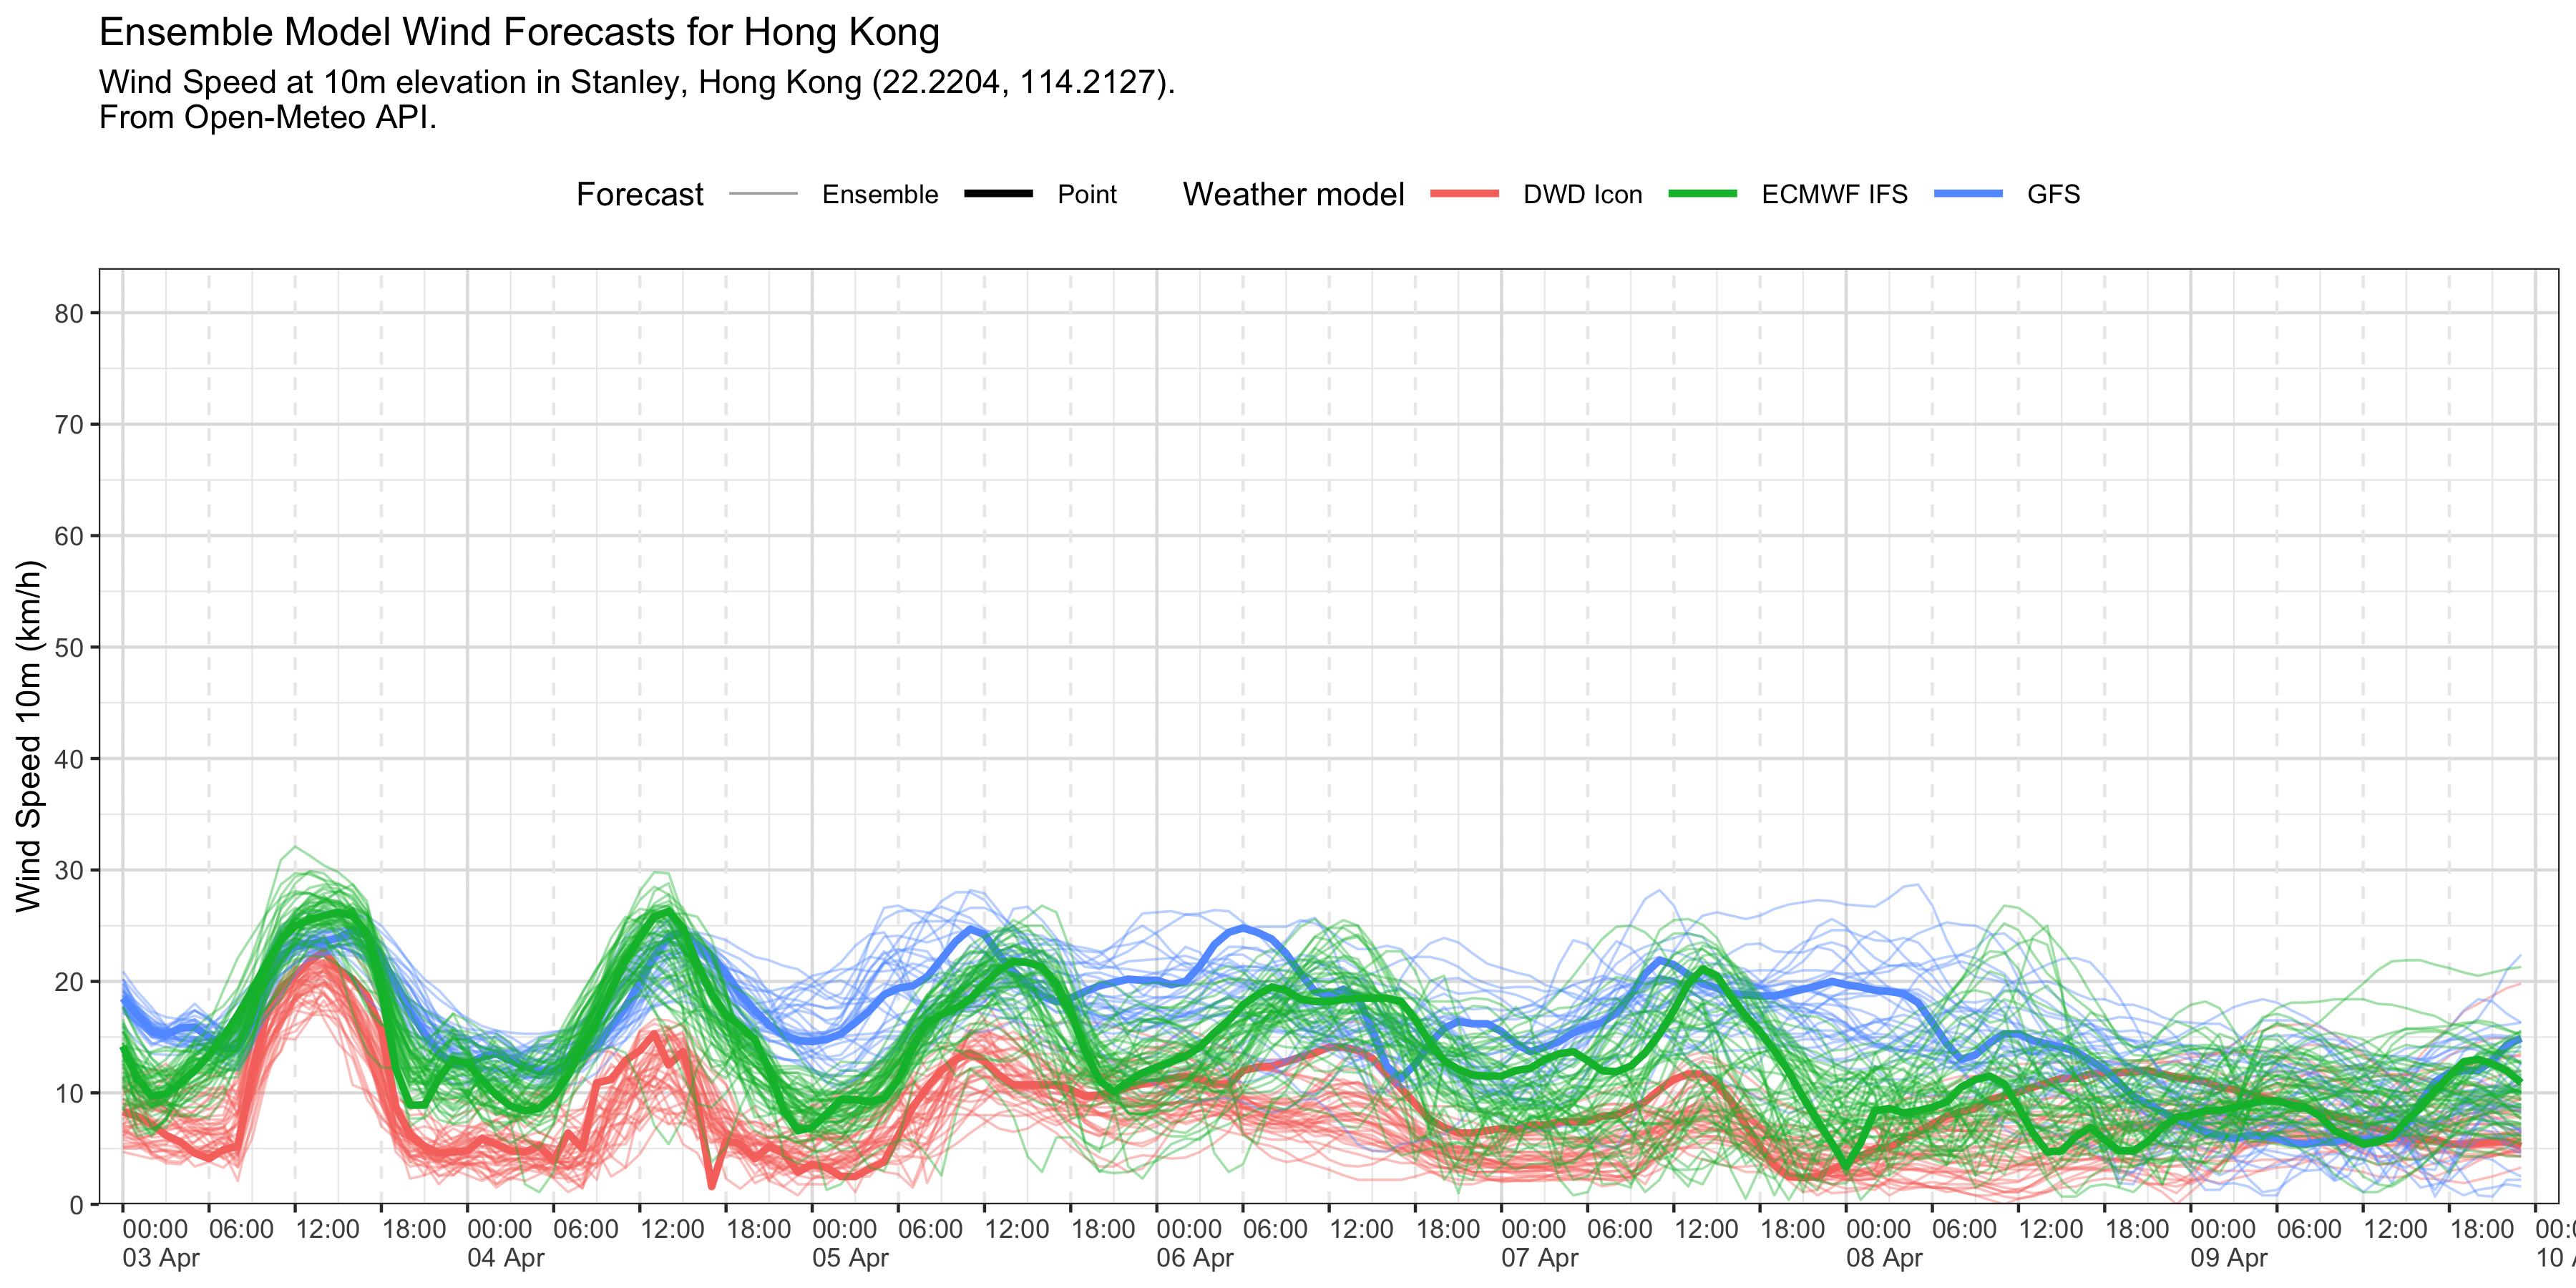 Ensemble Model Wind Forecasts for Hong Kong
Wind Speed at 10m elevation in Stanley, Hong Kong (22.2204, 114.2127).
From Open-Meteo API.
Forecast Ensemble Point Weather model DWD Icon ECMWF IFS GFS
Wind Speed 10m (km/h)
80
70
60
50
40
30
20
10
0
00:00 06:00 12:00 18:00 00:00 06:00 12:00 18:00 00:00 06:00 12:00 18:00 00:00 06:00 12:00 18:00 00:00 06:00 12:00 18:00 00:00 06:00 12:00 18:00 00:00 06:00 12:00 18:00
03 Apr 04 Apr 05 Apr 06 Apr 07 Apr 08 Apr 09 Apr 10